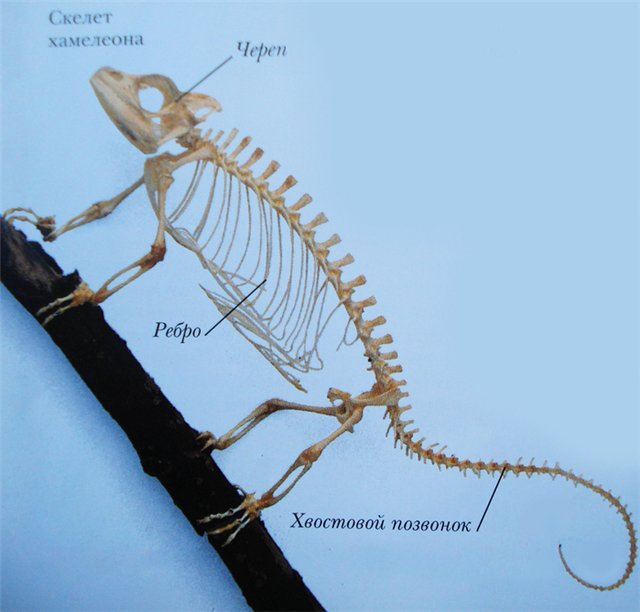 Скелет
хамелеона
Череп
Ребро
Хвостовой позвонок